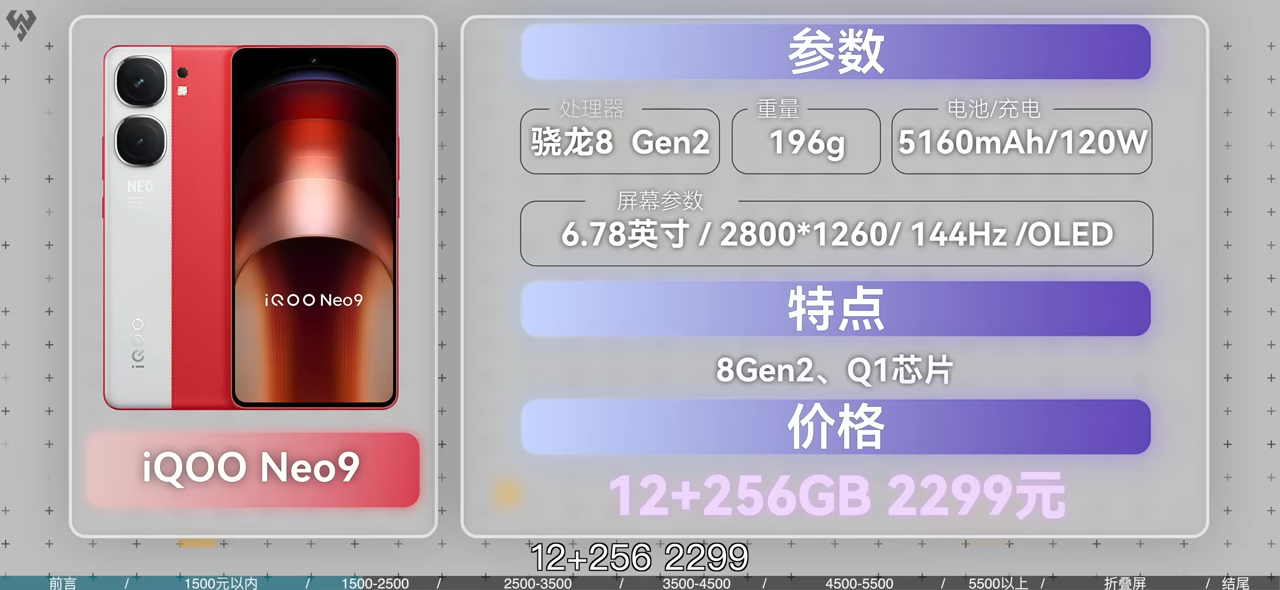 参数
处理器
骁龙8 Gen2
重量
196g
电池/充电
5160mAh/120W
屏幕参数
6.78英寸 / 2800*1260/ 144Hz /OLED
特点
8Gen2、Q1芯片
价格
12+256GB 2299元
NEO
iQOO
iQOO Neo9
iQOO Neo9
12+256 2299
前言 / 1500元以内 / 1500-2500 / 2500-3500 / 3500-4500 / 4500-5500 / 5500以上 / 折叠屏 / 结尾